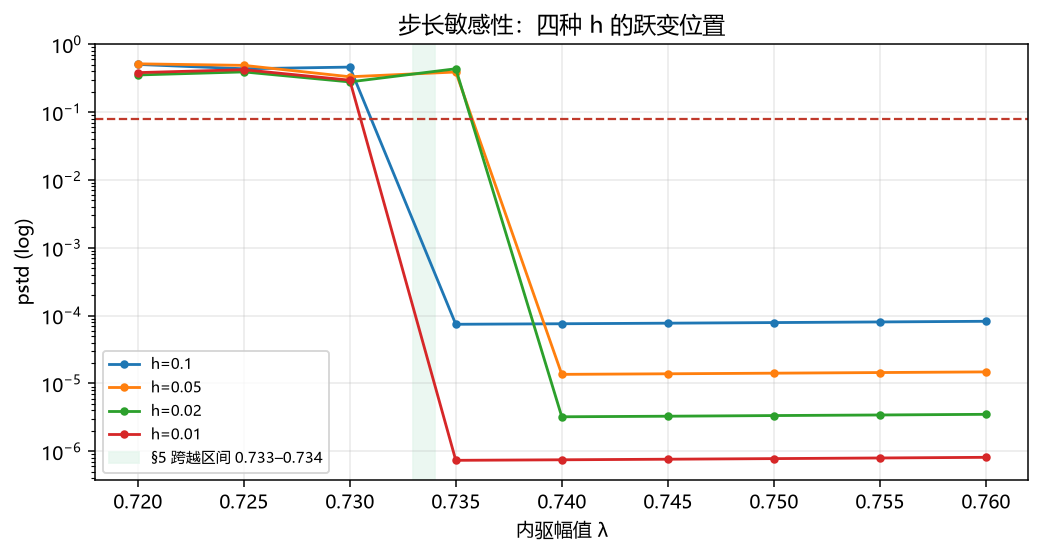 步长敏感性：四种 h 的跃变位置
pstd (log)
10⁰
10⁻¹
10⁻²
10⁻³
10⁻⁴
10⁻⁵
10⁻⁶
h=0.1
h=0.05
h=0.02
h=0.01
§5 跨越区间 0.733–0.734
0.720 0.725 0.730 0.735 0.740 0.745 0.750 0.755 0.760
内驱幅值 λ